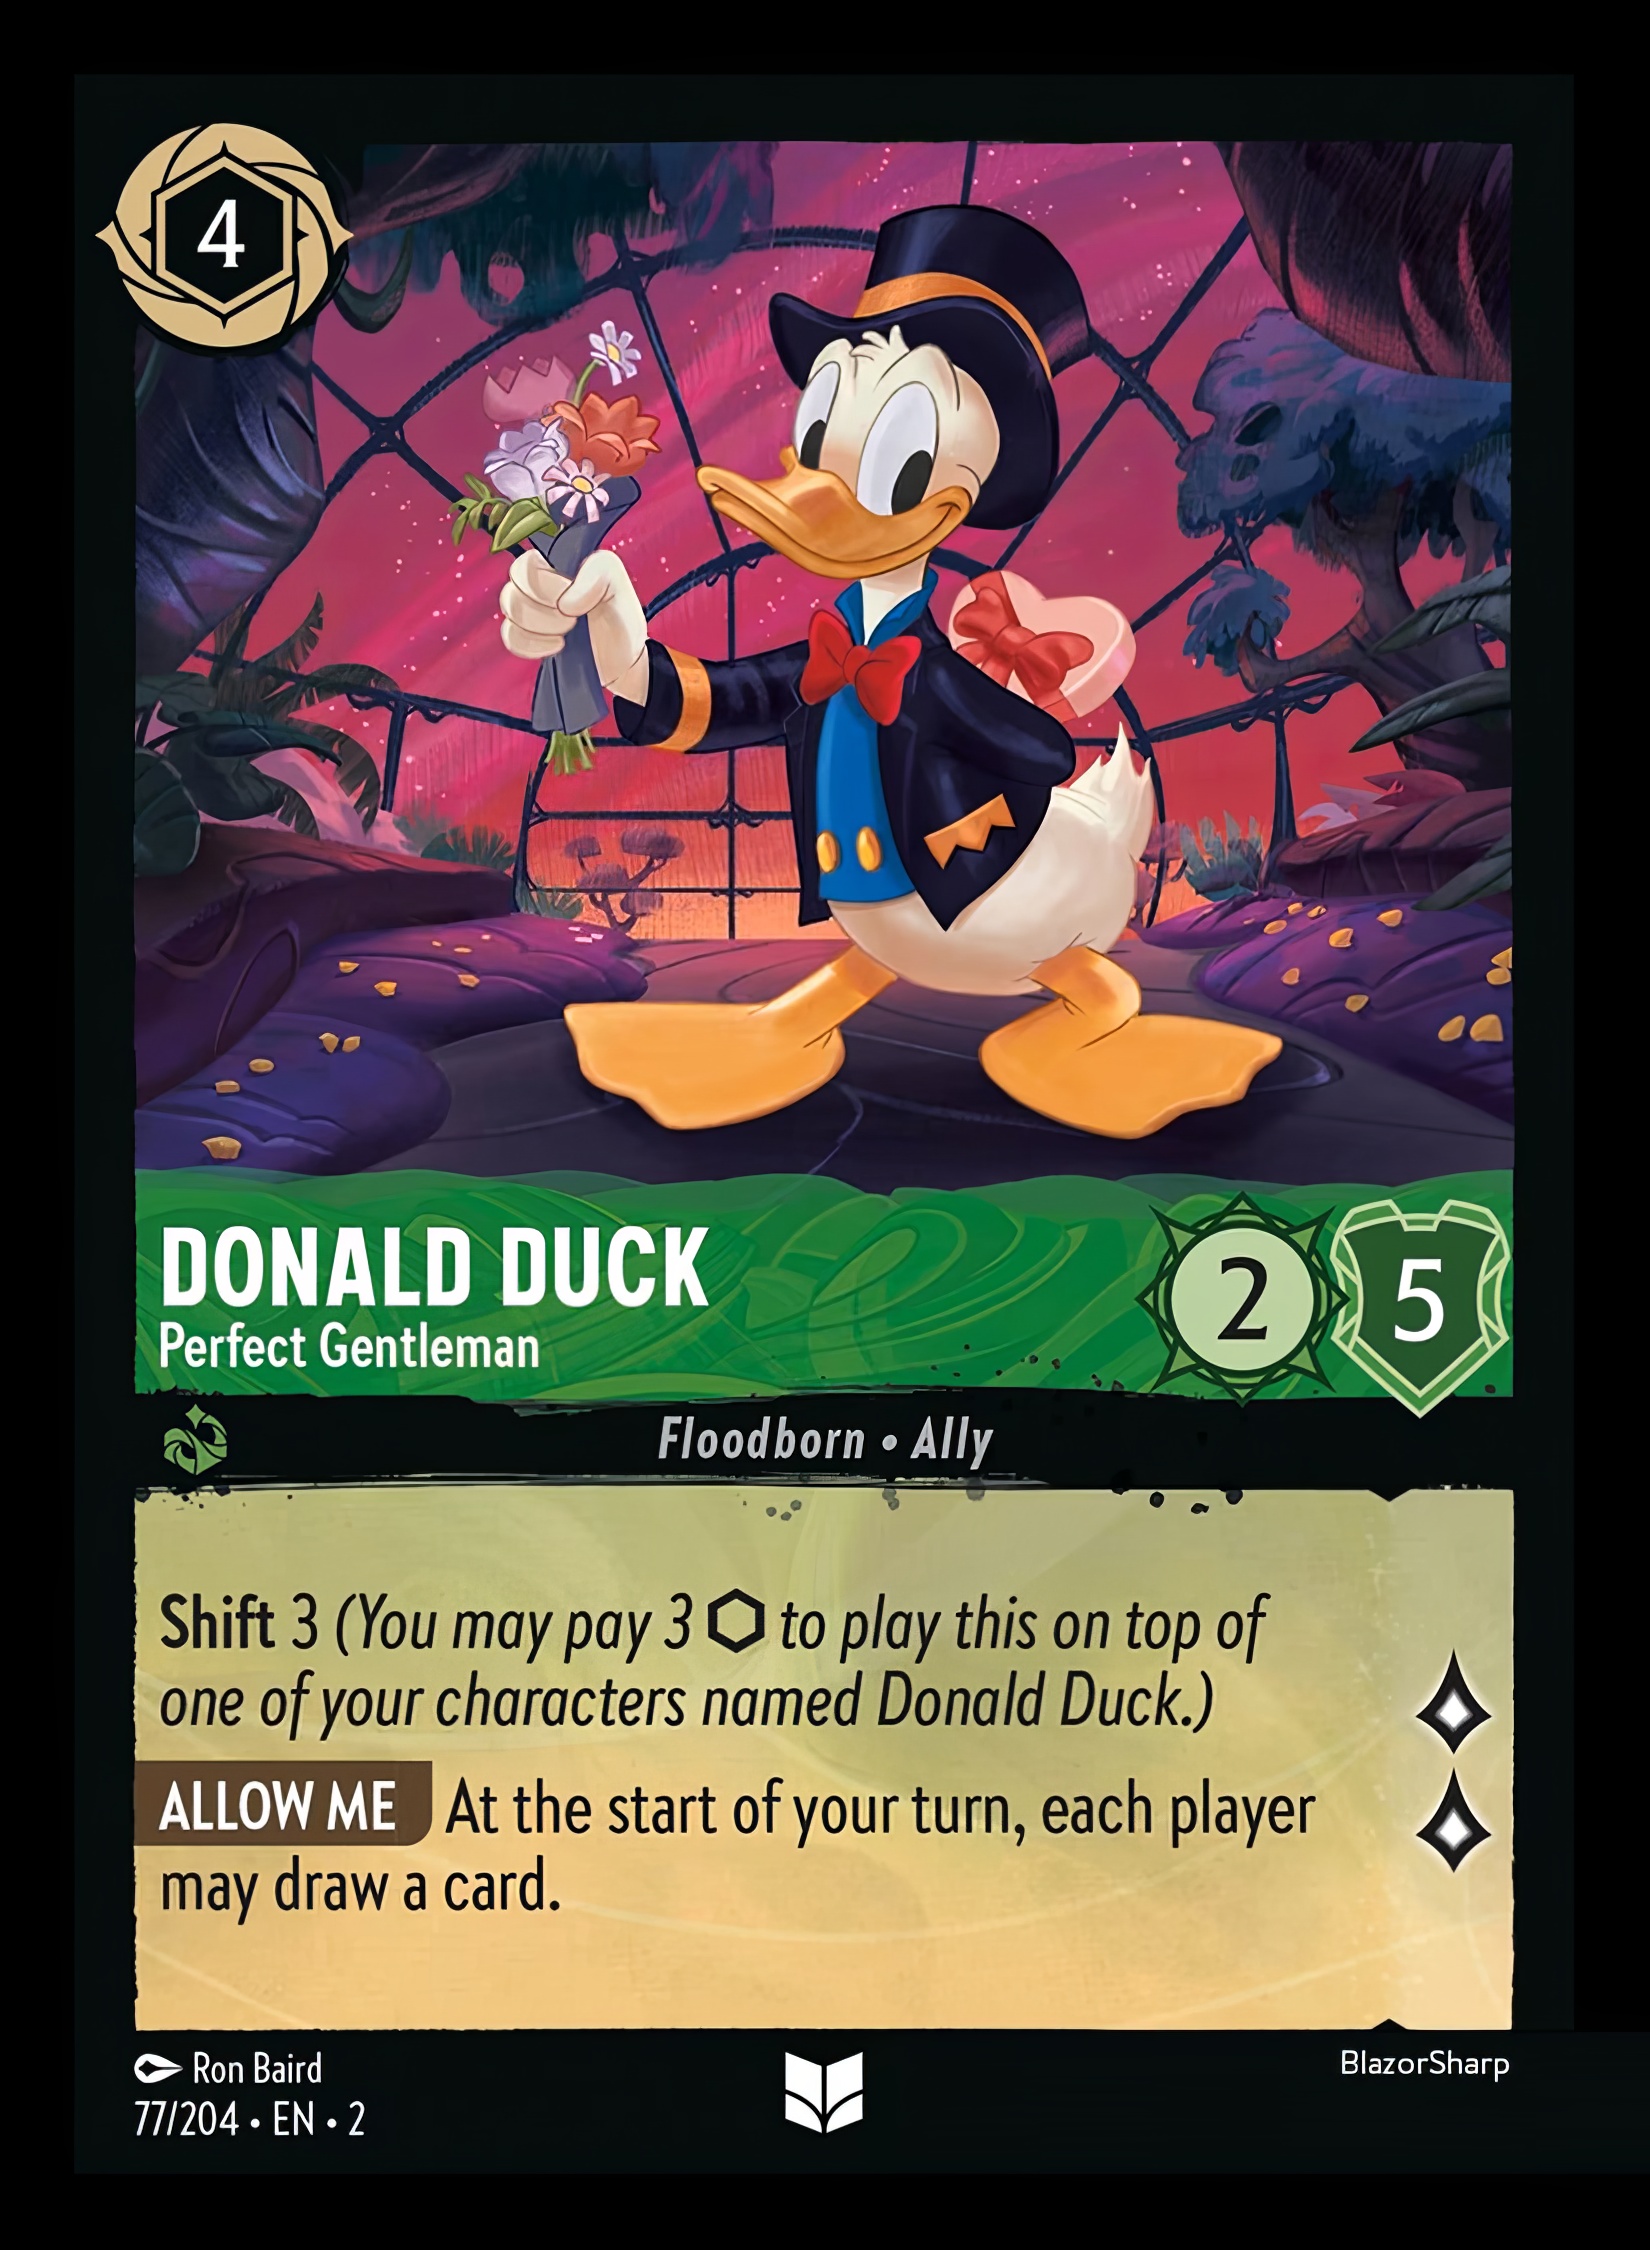 4
DONALD DUCK
Perfect Gentleman
2
5
Floodborn • Ally
Shift 3 (You may pay 3 ⬡ to play this on top of
one of your characters named Donald Duck.)
ALLOW ME At the start of your turn, each player
may draw a card.
Ron Baird
77/204 • EN • 2
BlazorSharp